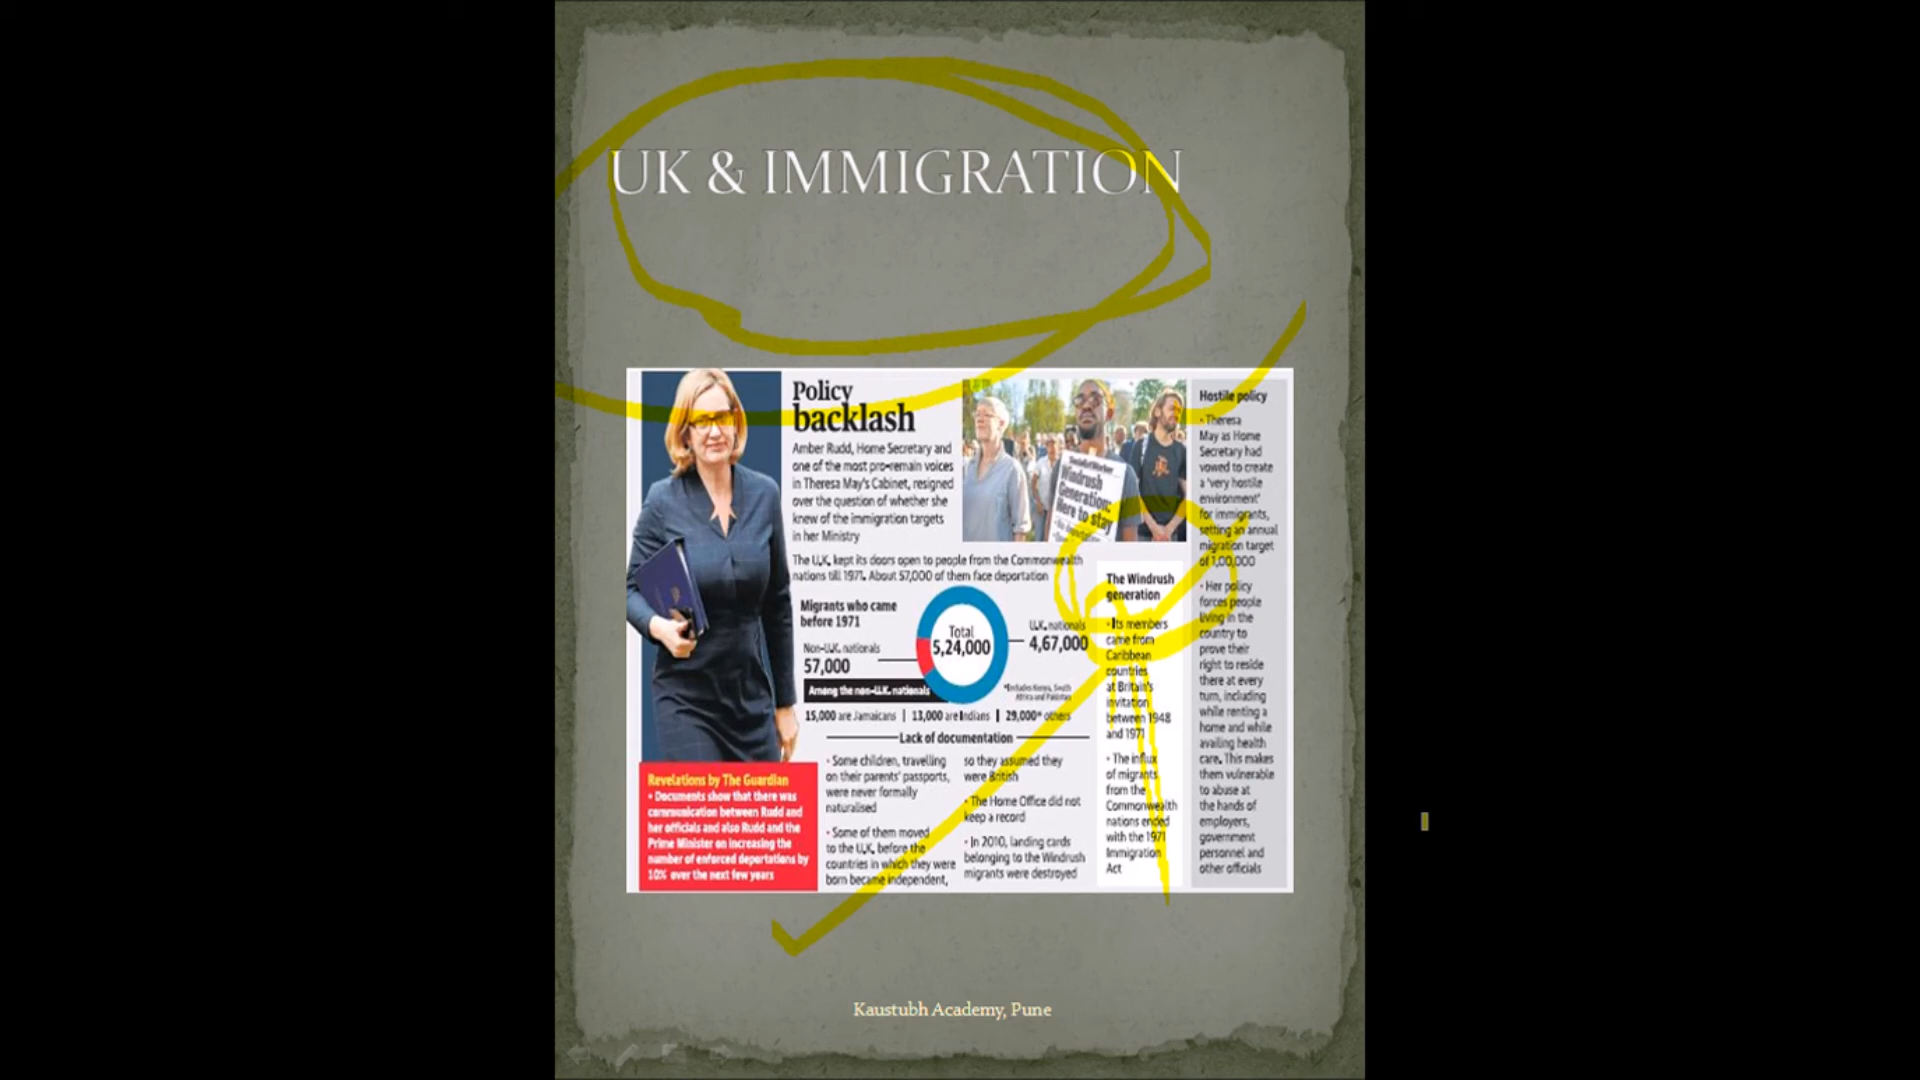 UK & IMMIGRATION
Policy
backlash
Amber Rudd, Home Secretary and
one of the most pro-remain voices
in Theresa May's Cabinet, resigned
over the question of whether she
knew of the immigration targets
in her Ministry
Socialist Worker
Windrush
Generation:
Here to stay
The U.K. kept its doors open to people from the Commonwealth
nations till 1971. About 57,000 of them face deportation
Migrants who came
before 1971
Non-U.K. nationals
57,000
Total
5,24,000
U.K. nationals
4,67,000
Among the non-U.K. nationals
*Includes Kenya, South
Africa and Pakistan
15,000 are Jamaicans | 13,000 are Indians | 29,000* others
Lack of documentation
• Some children, travelling
on their parents' passports,
were never formally
naturalised
• Some of them moved
to the U.K. before the
countries in which they were
born became independent,
so they assumed they
were British
• The Home Office did not
keep a record
• In 2010, landing cards
belonging to the Windrush
migrants were destroyed
Revelations by The Guardian
• Documents show that there was
communication between Rudd and
her officials and also Rudd and the
Prime Minister on increasing the
number of enforced deportations by
10% over the next few years
The Windrush
generation
• Its members
came from
Caribbean
countries
at Britain's
invitation
between 1948
and 1971
• The influx
of migrants
from the
Commonwealth
nations ended
with the 1971
Immigration
Act
Hostile policy
• Theresa
May as Home
Secretary had
vowed to create
a 'very hostile
environment'
for immigrants,
setting an annual
migration target
of 1,00,000
• Her policy
forces people
living in the
country to
prove their
right to reside
there at every
turn, including
while renting a
home and while
availing health
care. This makes
them vulnerable
to abuse at
the hands of
employers,
government
personnel and
other officials
Kaustubh Academy, Pune